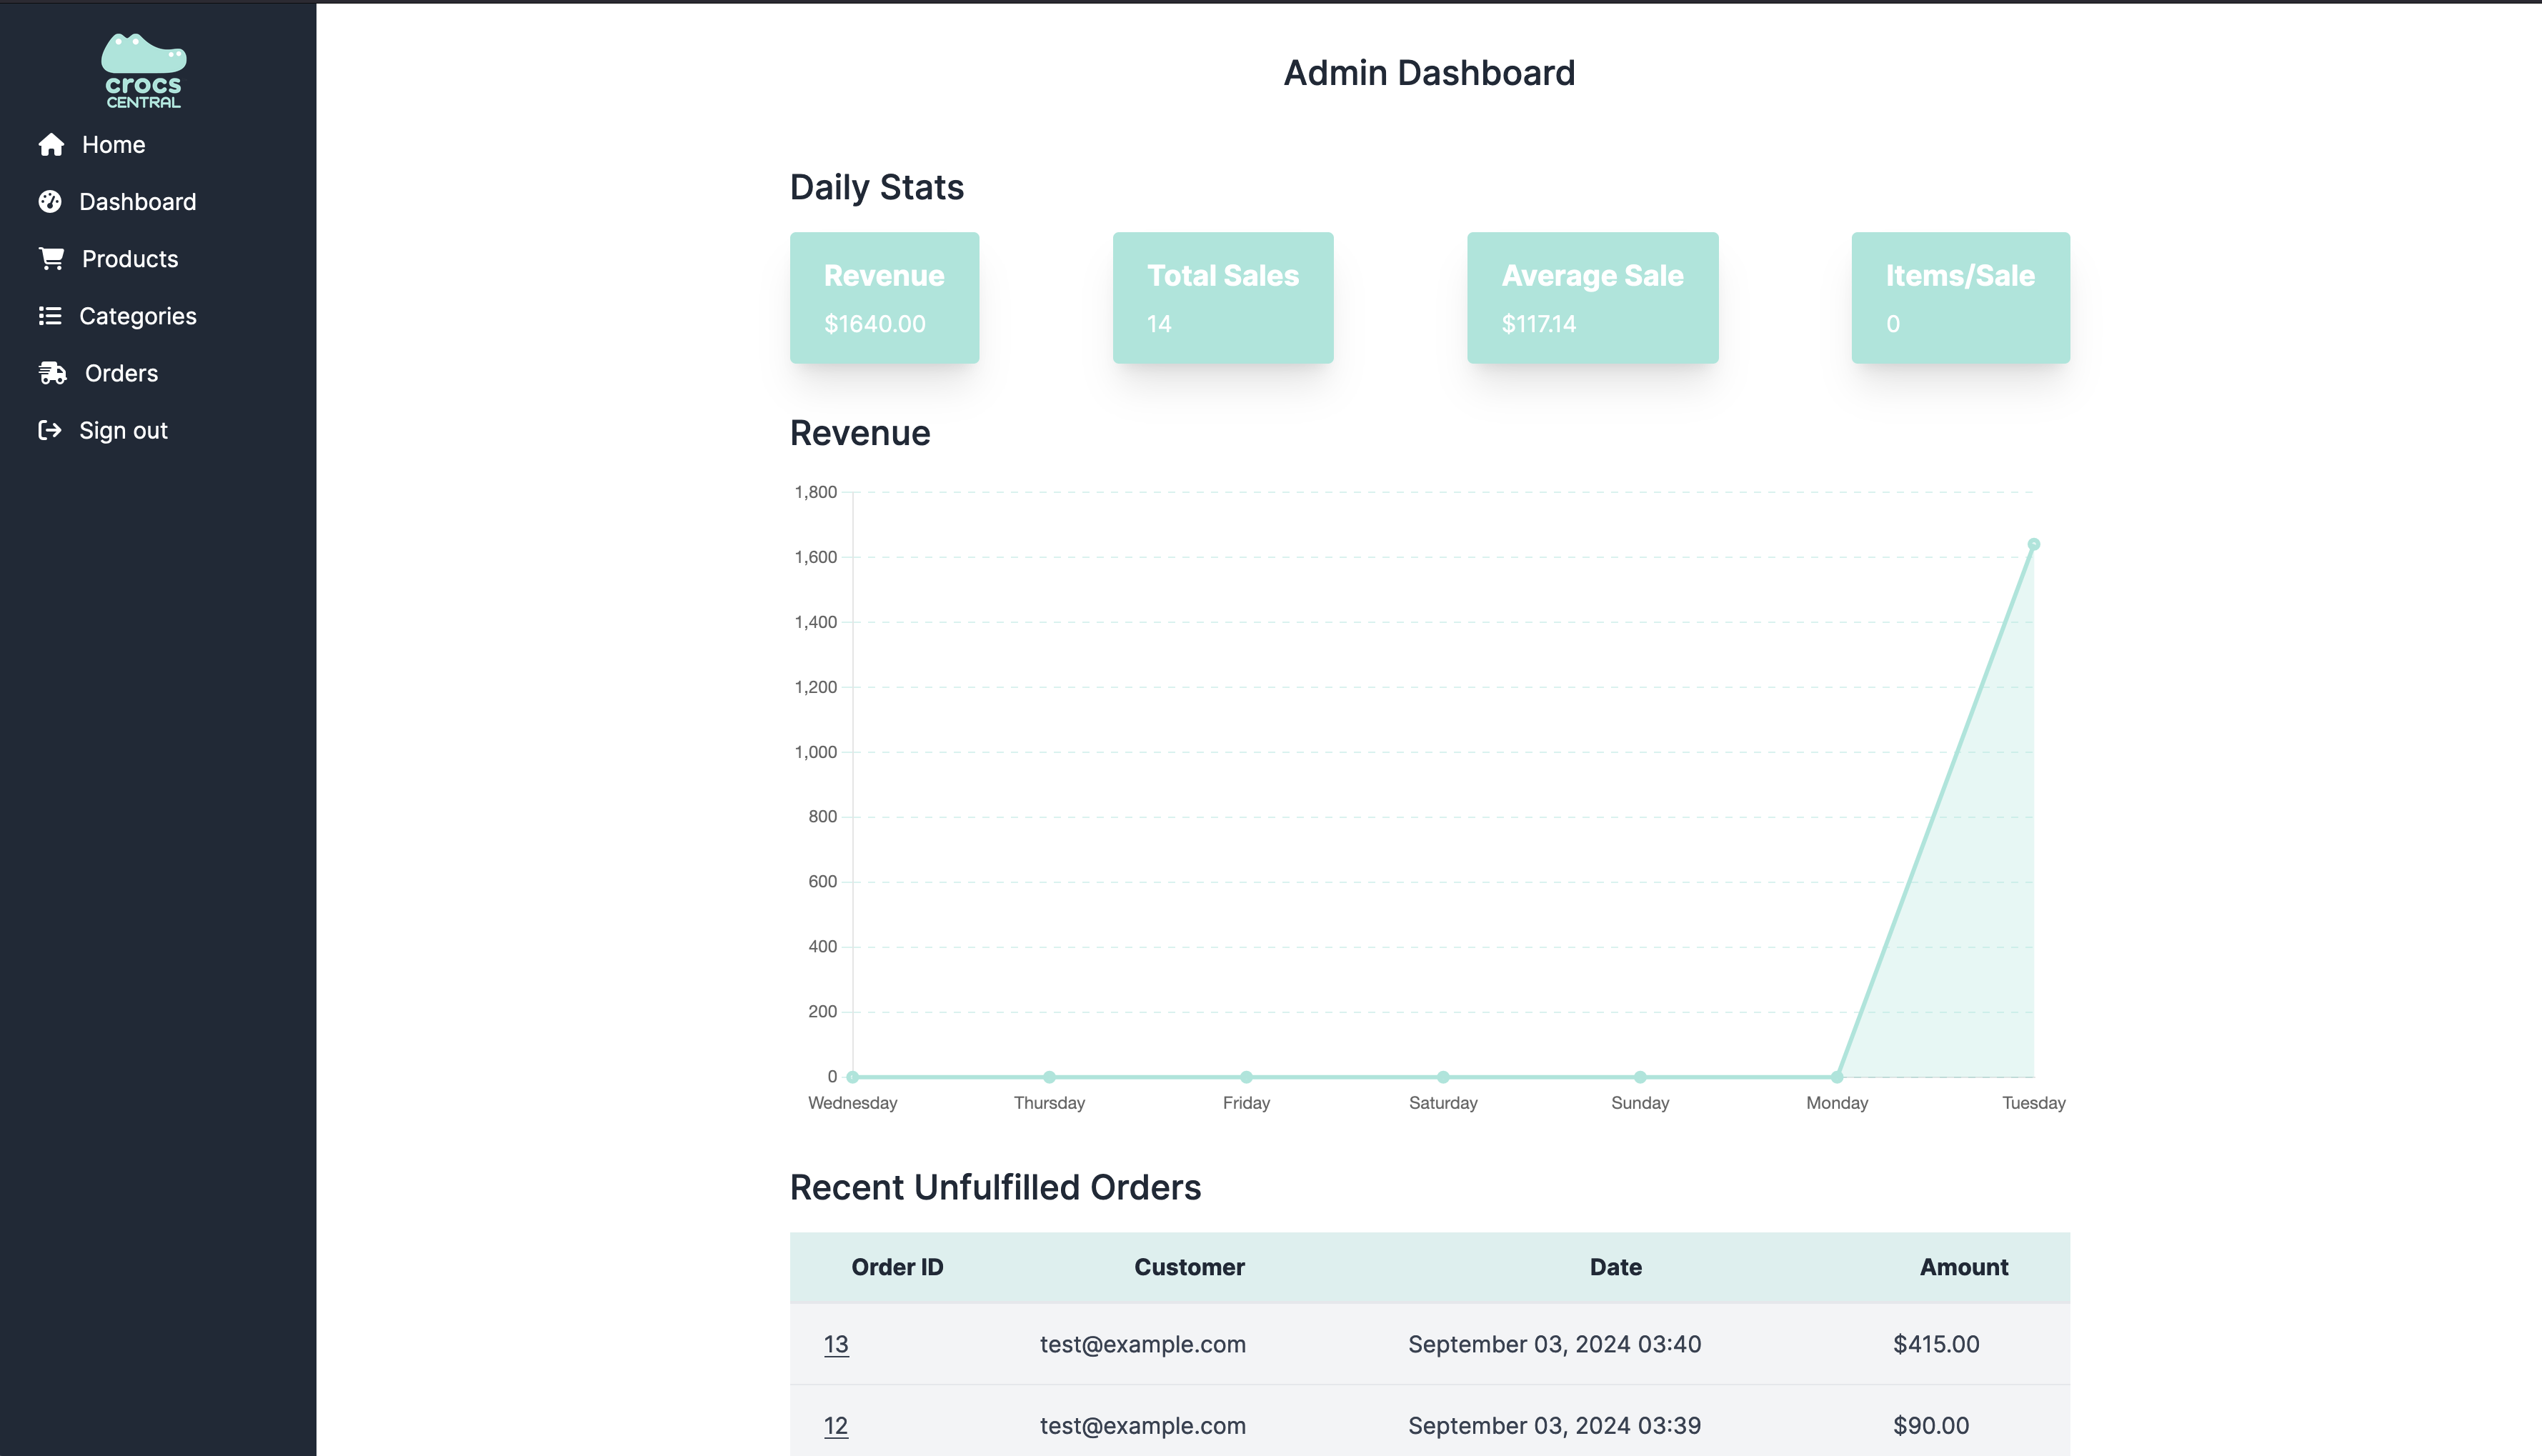 crocs
CENTRAL
Home
Dashboard
Products
Categories
Orders
Sign out
Admin Dashboard
Daily Stats
Revenue
$1640.00
Total Sales
14
Average Sale
$117.14
Items/Sale
0
Revenue
1,800
1,600
1,400
1,200
1,000
800
600
400
200
0
Wednesday Thursday Friday Saturday Sunday Monday Tuesday
Recent Unfulfilled Orders
Order ID Customer Date Amount
13 test@example.com September 03, 2024 03:40 $415.00
12 test@example.com September 03, 2024 03:39 $90.00